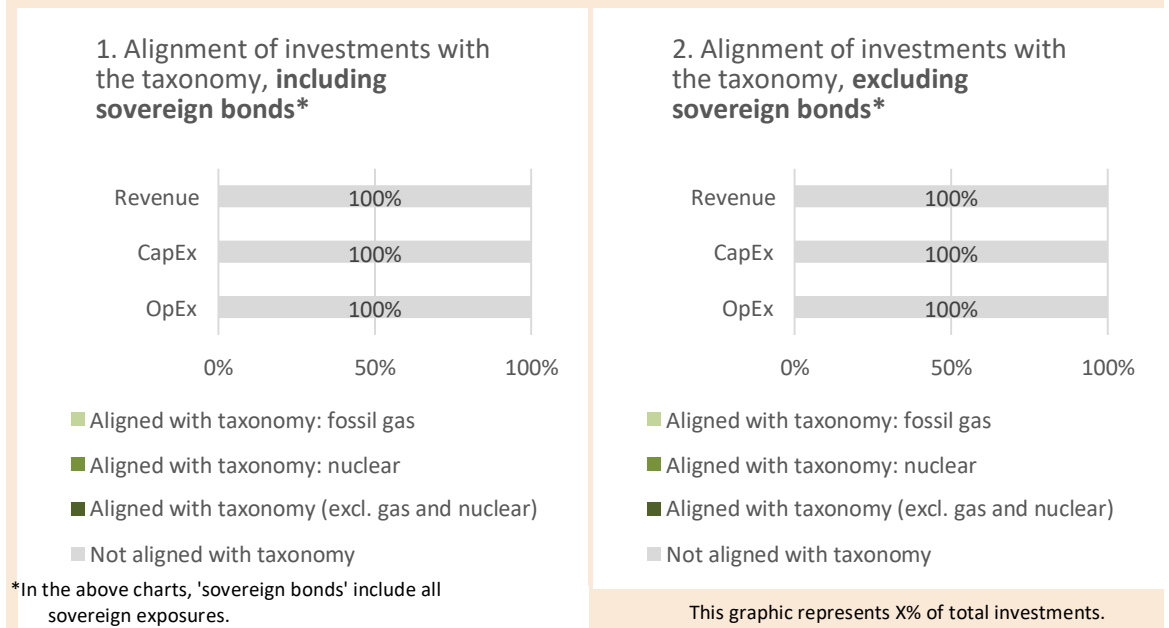 1. Alignment of investments with
the taxonomy, including
sovereign bonds*
Revenue
100%
CapEx
100%
OpEx
100%
0%
50%
100%
Aligned with taxonomy: fossil gas
Aligned with taxonomy: nuclear
Aligned with taxonomy (excl. gas and nuclear)
Not aligned with taxonomy
*In the above charts, 'sovereign bonds' include all
sovereign exposures.
2. Alignment of investments with
the taxonomy, excluding
sovereign bonds*
Revenue
100%
CapEx
100%
OpEx
100%
0%
50%
100%
Aligned with taxonomy: fossil gas
Aligned with taxonomy: nuclear
Aligned with taxonomy (excl. gas and nuclear)
Not aligned with taxonomy
This graphic represents X% of total investments.